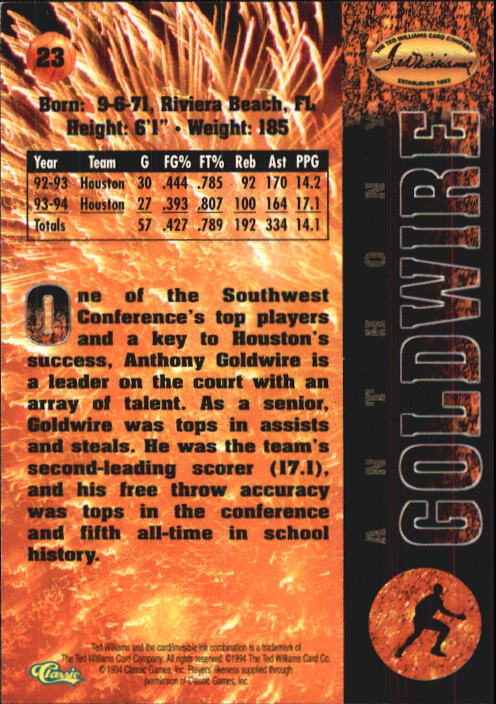 23
THE TED WILLIAMS CARD COMPANY
Ted Williams
ESTABLISHED 1993
Born: 9-6-71, Riviera Beach, FL
Height: 6'1" • Weight: 185
Year Team G FG% FT% Reb Ast PPG
92-93 Houston 30 .444 .785 92 170 14.2
93-94 Houston 27 .393 .807 100 164 17.1
Totals 57 .427 .789 192 334 14.1
One of the Southwest
Conference's top players
and a key to Houston's
success, Anthony Goldwire is
a leader on the court with an
array of talent. As a senior,
Goldwire was tops in assists
and steals. He was the team's
second-leading scorer (17.1),
and his free throw accuracy
was tops in the conference
and fifth all-time in school
history.
ANTHONY
GOLDWIRE
Ted Williams and the card/invisible ink combination is a trademark of
The Ted Williams Card Company. All rights reserved. ©1994 The Ted Williams Card Co.
© 1994 Classic Games, Inc. Players' likeness supplied through
permission of Classic Games, Inc.
Classic